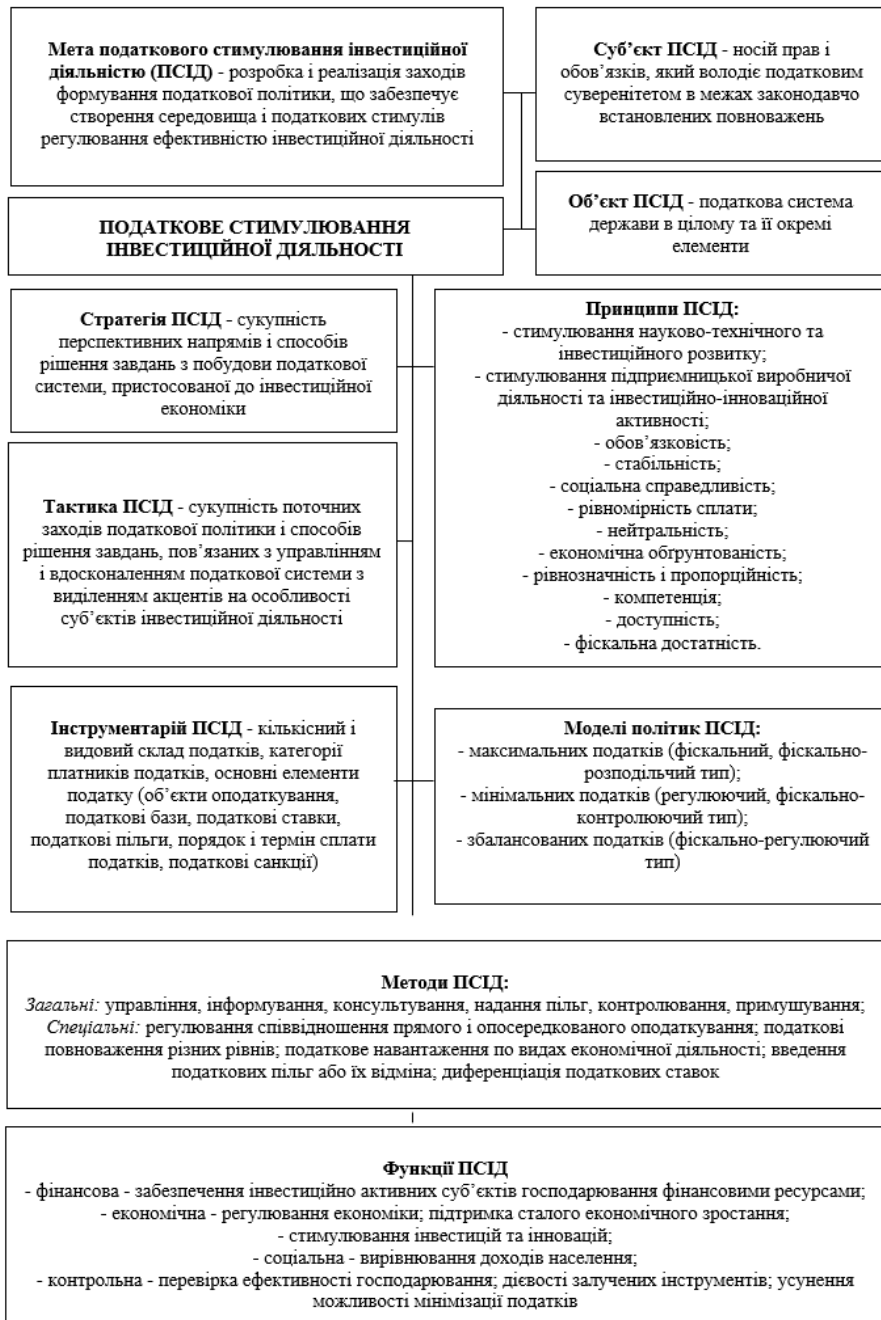 Мета податкового стимулювання інвестиційної
діяльністю (ПСІД) - розробка і реалізація заходів
формування податкової політики, що забезпечує
створення середовища і податкових стимулів
регулювання ефективністю інвестиційної діяльності
Суб’єкт ПСІД - носій прав і
обов’язків, який володіє податковим
суверенітетом в межах законодавчо
встановлених повноважень
ПОДАТКОВЕ СТИМУЛЮВАННЯ
ІНВЕСТИЦІЙНОЇ ДІЯЛЬНОСТІ
Об’єкт ПСІД - податкова система
держави в цілому та її окремі
елементи
Стратегія ПСІД - сукупність
перспективних напрямів і способів
рішення завдань з побудови податкової
системи, пристосованої до інвестиційної
економіки
Принципи ПСІД:
- стимулювання науково-технічного та
інвестиційного розвитку;
- стимулювання підприємницької виробничої
діяльності та інвестиційно-інноваційної
активності;
- обов’язковість;
- стабільність;
- соціальна справедливість;
- рівномірність сплати;
- нейтральність;
- економічна обґрунтованість;
- рівнозначність і пропорційність;
- компетенція;
- доступність;
- фіскальна достатність.
Тактика ПСІД - сукупність поточних
заходів податкової політики і способів
рішення завдань, пов’язаних з управлінням
і вдосконаленням податкової системи з
виділенням акцентів на особливості
суб’єктів інвестиційної діяльності
Інструментарій ПСІД - кількісний і
видовий склад податків, категорії
платників податків, основні елементи
податку (об’єкти оподаткування,
податкові бази, податкові ставки,
податкові пільги, порядок і термін сплати
податків, податкові санкції)
Моделі політик ПСІД:
- максимальних податків (фіскальний, фіскально-
розподільчий тип);
- мінімальних податків (регулюючий, фіскально-
контролюючий тип);
- збалансованих податків (фіскально-регулюючий
тип)
Методи ПСІД:
Загальні: управління, інформування, консультування, надання пільг, контролювання, примушування;
Спеціальні: регулювання співвідношення прямого і опосередкованого оподаткування; податкові
повноваження різних рівнів; податкове навантаження по видах економічної діяльності; введення
податкових пільг або їх відміна; диференціація податкових ставок
Функції ПСІД
- фінансова - забезпечення інвестиційно активних суб’єктів господарювання фінансовими ресурсами;
- економічна - регулювання економіки; підтримка сталого економічного зростання;
- стимулювання інвестицій та інновацій;
- соціальна - вирівнювання доходів населення;
- контрольна - перевірка ефективності господарювання; дієвості залучених інструментів; усунення
можливості мінімізації податків